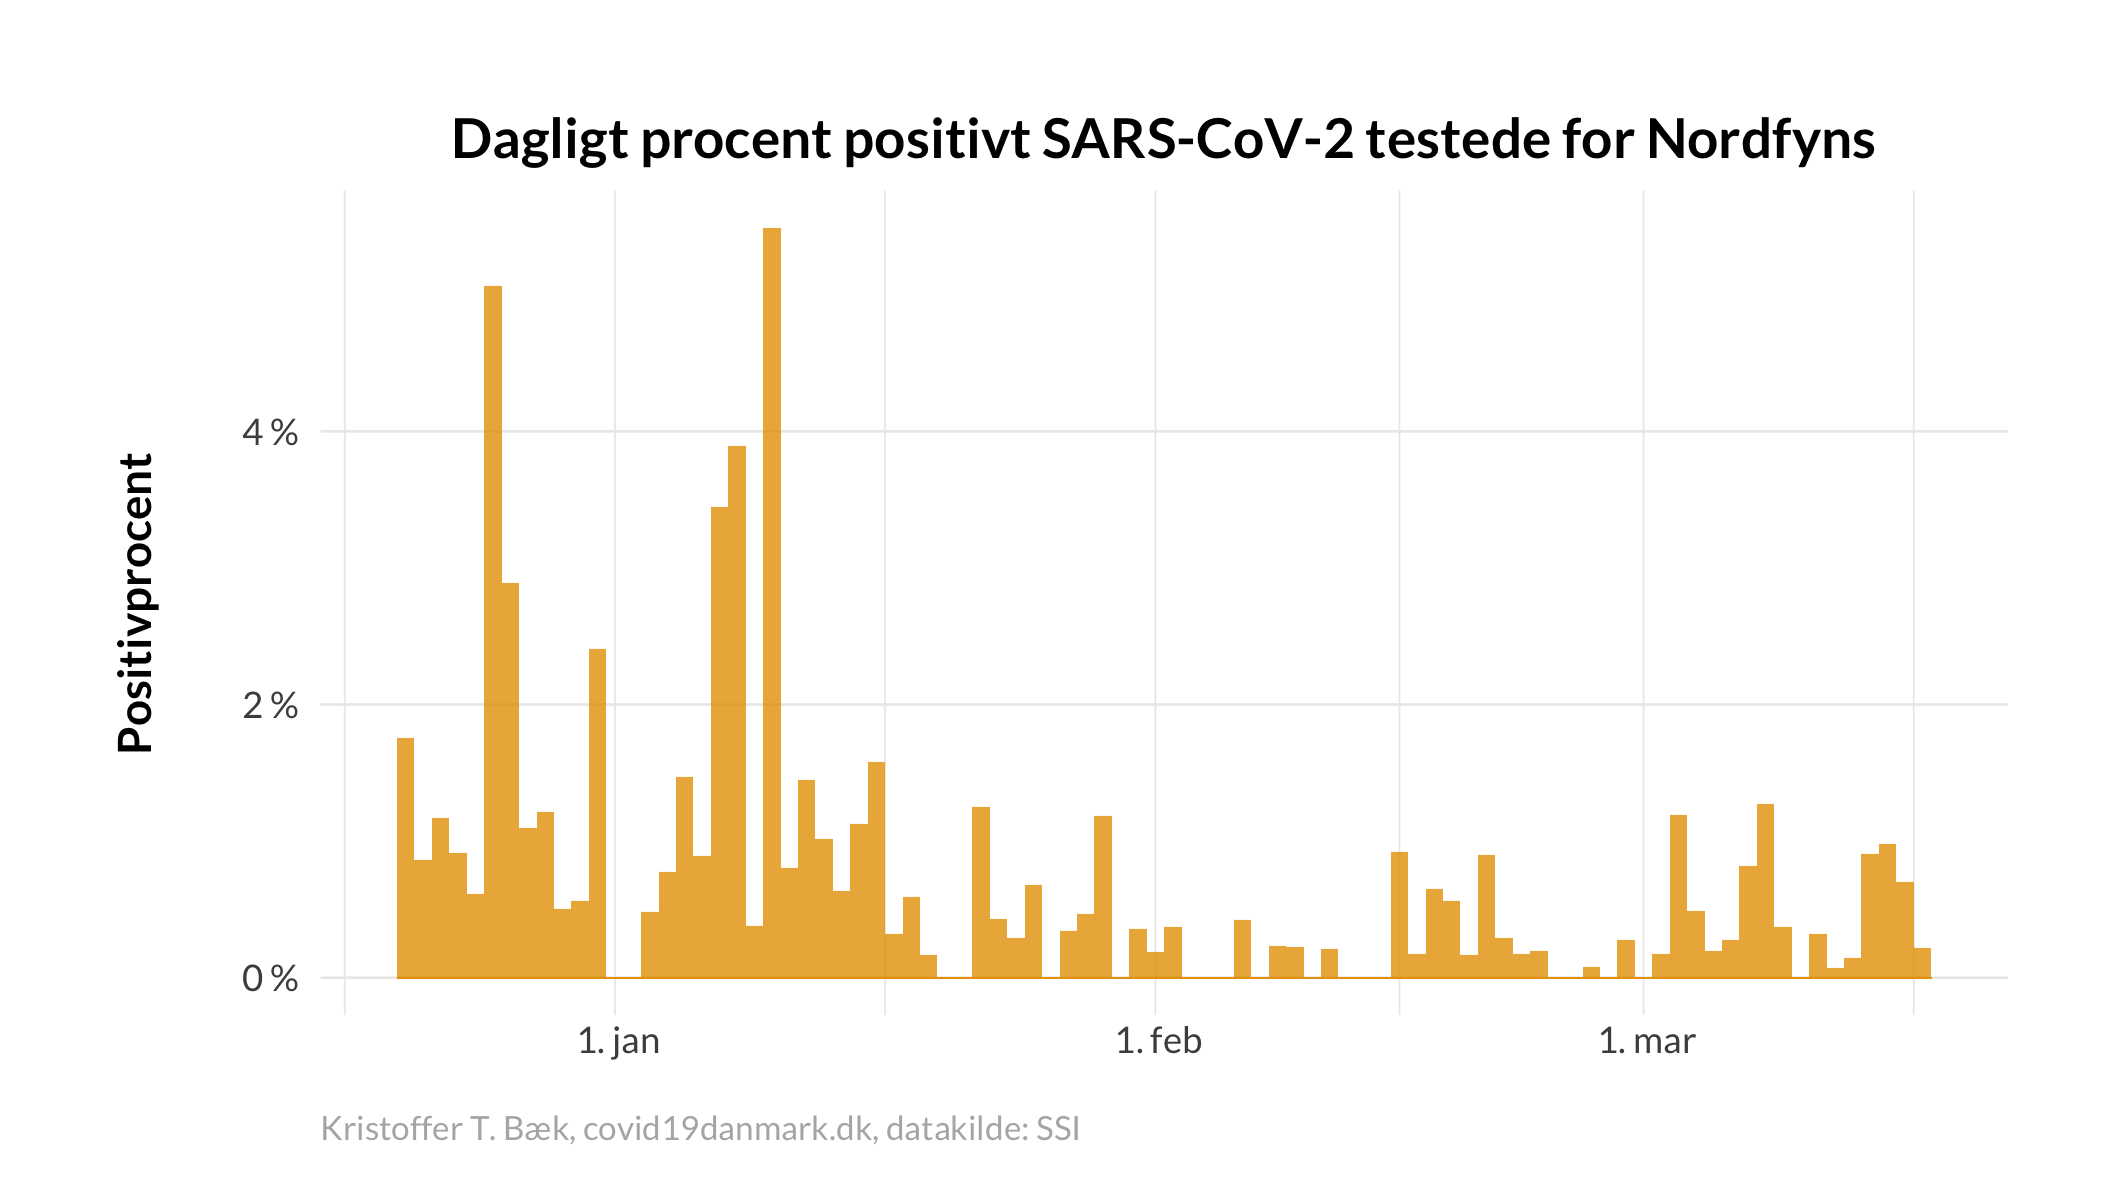 Dagligt procent positivt SARS-CoV-2 testede for Nordfyns
Positivprocent
4 %
2 %
0 %
1. jan
1. feb
1. mar
Kristoffer T. Bæk, covid19danmark.dk, datakilde: SSI